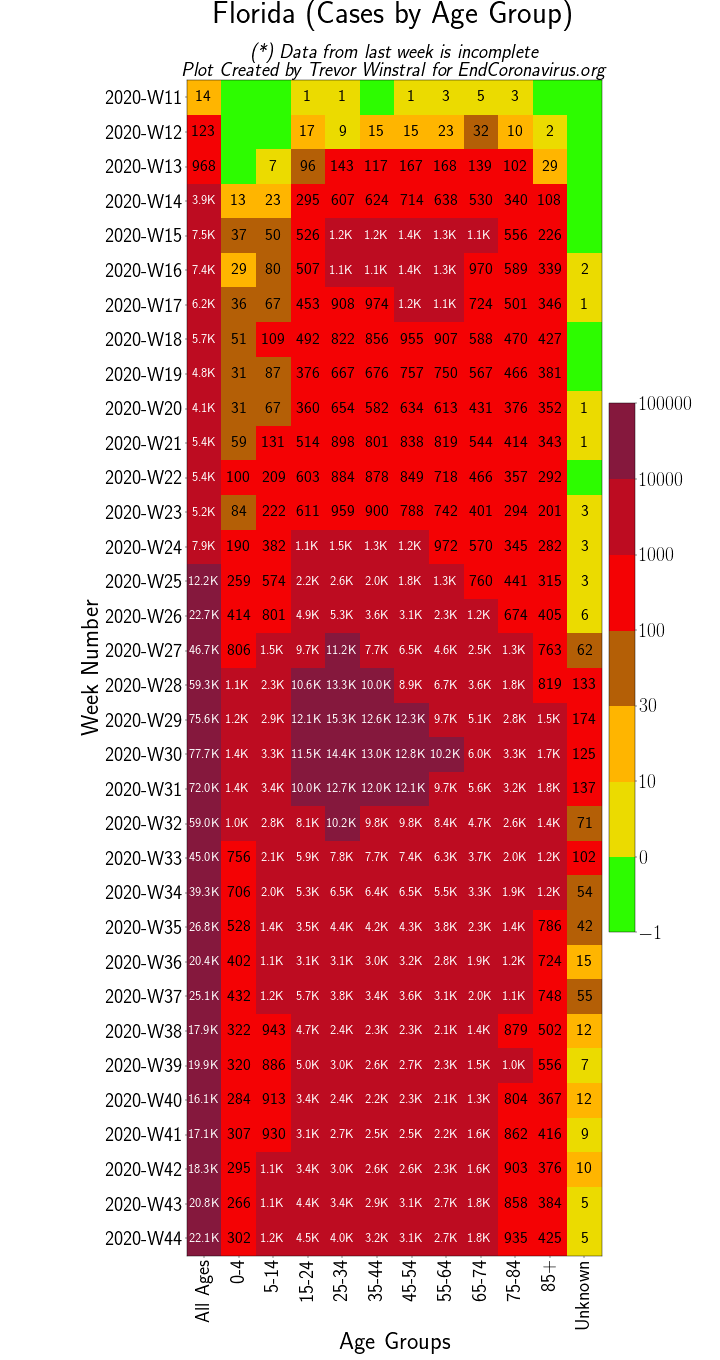 Florida (Cases by Age Group)
(*) Data from last week is incomplete
Plot Created by Trevor Winstral for EndCoronavirus.org
2020-W11 14 1 1 1 3 5 3
2020-W12 123 17 9 15 15 23 32 10 2
2020-W13 968 7 96 143 117 167 168 139 102 29
2020-W14 3.9K 13 23 295 607 624 714 638 530 340 108
2020-W15 7.5K 37 50 526 1.2K 1.2K 1.4K 1.3K 1.1K 556 226
2020-W16 7.4K 29 80 507 1.1K 1.1K 1.4K 1.3K 970 589 339 2
2020-W17 6.2K 36 67 453 908 974 1.2K 1.1K 724 501 346 1
2020-W18 5.7K 51 109 492 822 856 955 907 588 470 427
2020-W19 4.8K 31 87 376 667 676 757 750 567 466 381
2020-W20 4.1K 31 67 360 654 582 634 613 431 376 352 1
2020-W21 5.4K 59 131 514 898 801 838 819 544 414 343 1
2020-W22 5.4K 100 209 603 884 878 849 718 466 357 292
2020-W23 5.2K 84 222 611 959 900 788 742 401 294 201 3
2020-W24 7.9K 190 382 1.1K 1.5K 1.3K 1.2K 972 570 345 282 3
2020-W25 12.2K 259 574 2.2K 2.6K 2.0K 1.8K 1.3K 760 441 315 3
2020-W26 22.7K 414 801 4.9K 5.3K 3.6K 3.1K 2.3K 1.2K 674 405 6
2020-W27 46.7K 806 1.5K 9.7K 11.2K 7.7K 6.5K 4.6K 2.5K 1.3K 763 62
2020-W28 59.3K 1.1K 2.3K 10.6K 13.3K 10.0K 8.9K 6.7K 3.6K 1.8K 819 133
2020-W29 75.6K 1.2K 2.9K 12.1K 15.3K 12.6K 12.3K 9.7K 5.1K 2.8K 1.5K 174
2020-W30 77.7K 1.4K 3.3K 11.5K 14.4K 13.0K 12.8K 10.2K 6.0K 3.3K 1.7K 125
2020-W31 72.0K 1.4K 3.4K 10.0K 12.7K 12.0K 12.1K 9.7K 5.6K 3.2K 1.8K 137
2020-W32 59.0K 1.0K 2.8K 8.1K 10.2K 9.8K 9.8K 8.4K 4.7K 2.6K 1.4K 71
2020-W33 45.0K 756 2.1K 5.9K 7.8K 7.7K 7.4K 6.3K 3.7K 2.0K 1.2K 102
2020-W34 39.3K 706 2.0K 5.3K 6.5K 6.4K 6.5K 5.5K 3.3K 1.9K 1.2K 54
2020-W35 26.8K 528 1.4K 3.5K 4.4K 4.2K 4.3K 3.8K 2.3K 1.4K 786 42
2020-W36 20.4K 402 1.1K 3.1K 3.1K 3.0K 3.2K 2.8K 1.9K 1.2K 724 15
2020-W37 25.1K 432 1.2K 5.7K 3.8K 3.4K 3.6K 3.1K 2.0K 1.1K 748 55
2020-W38 17.9K 322 943 4.7K 2.4K 2.3K 2.3K 2.1K 1.4K 879 502 12
2020-W39 19.9K 320 886 5.0K 3.0K 2.6K 2.7K 2.3K 1.5K 1.0K 556 7
2020-W40 16.1K 284 913 3.4K 2.4K 2.2K 2.3K 2.1K 1.3K 804 367 12
2020-W41 17.1K 307 930 3.1K 2.7K 2.5K 2.5K 2.2K 1.6K 862 416 9
2020-W42 18.3K 295 1.1K 3.4K 3.0K 2.6K 2.6K 2.3K 1.6K 903 376 10
2020-W43 20.8K 266 1.1K 4.4K 3.4K 2.9K 3.1K 2.7K 1.8K 858 384 5
2020-W44 22.1K 302 1.2K 4.5K 4.0K 3.2K 3.1K 2.7K 1.8K 935 425 5
All Ages 0-4 5-14 15-24 25-34 35-44 45-54 55-64 65-74 75-84 85+ Unknown
Age Groups
Week Number
100000
10000
1000
100
30
10
0
−1